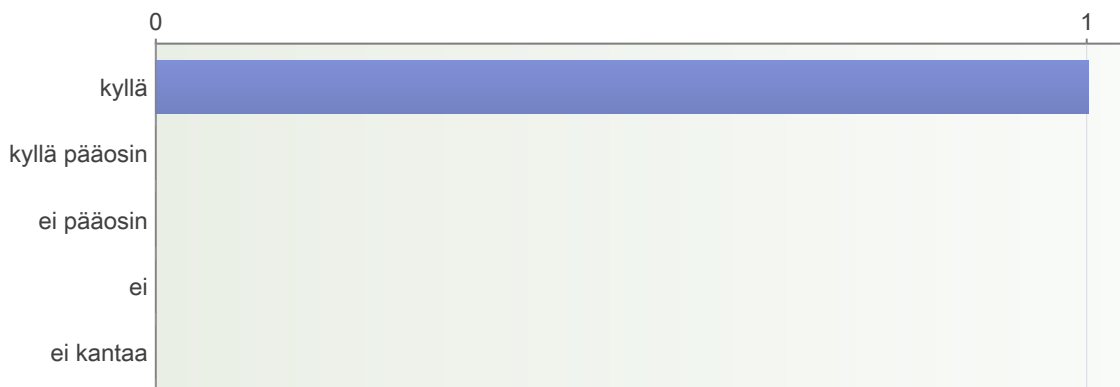 0 1
kyllä
kyllä pääosin
ei pääosin
ei
ei kantaa